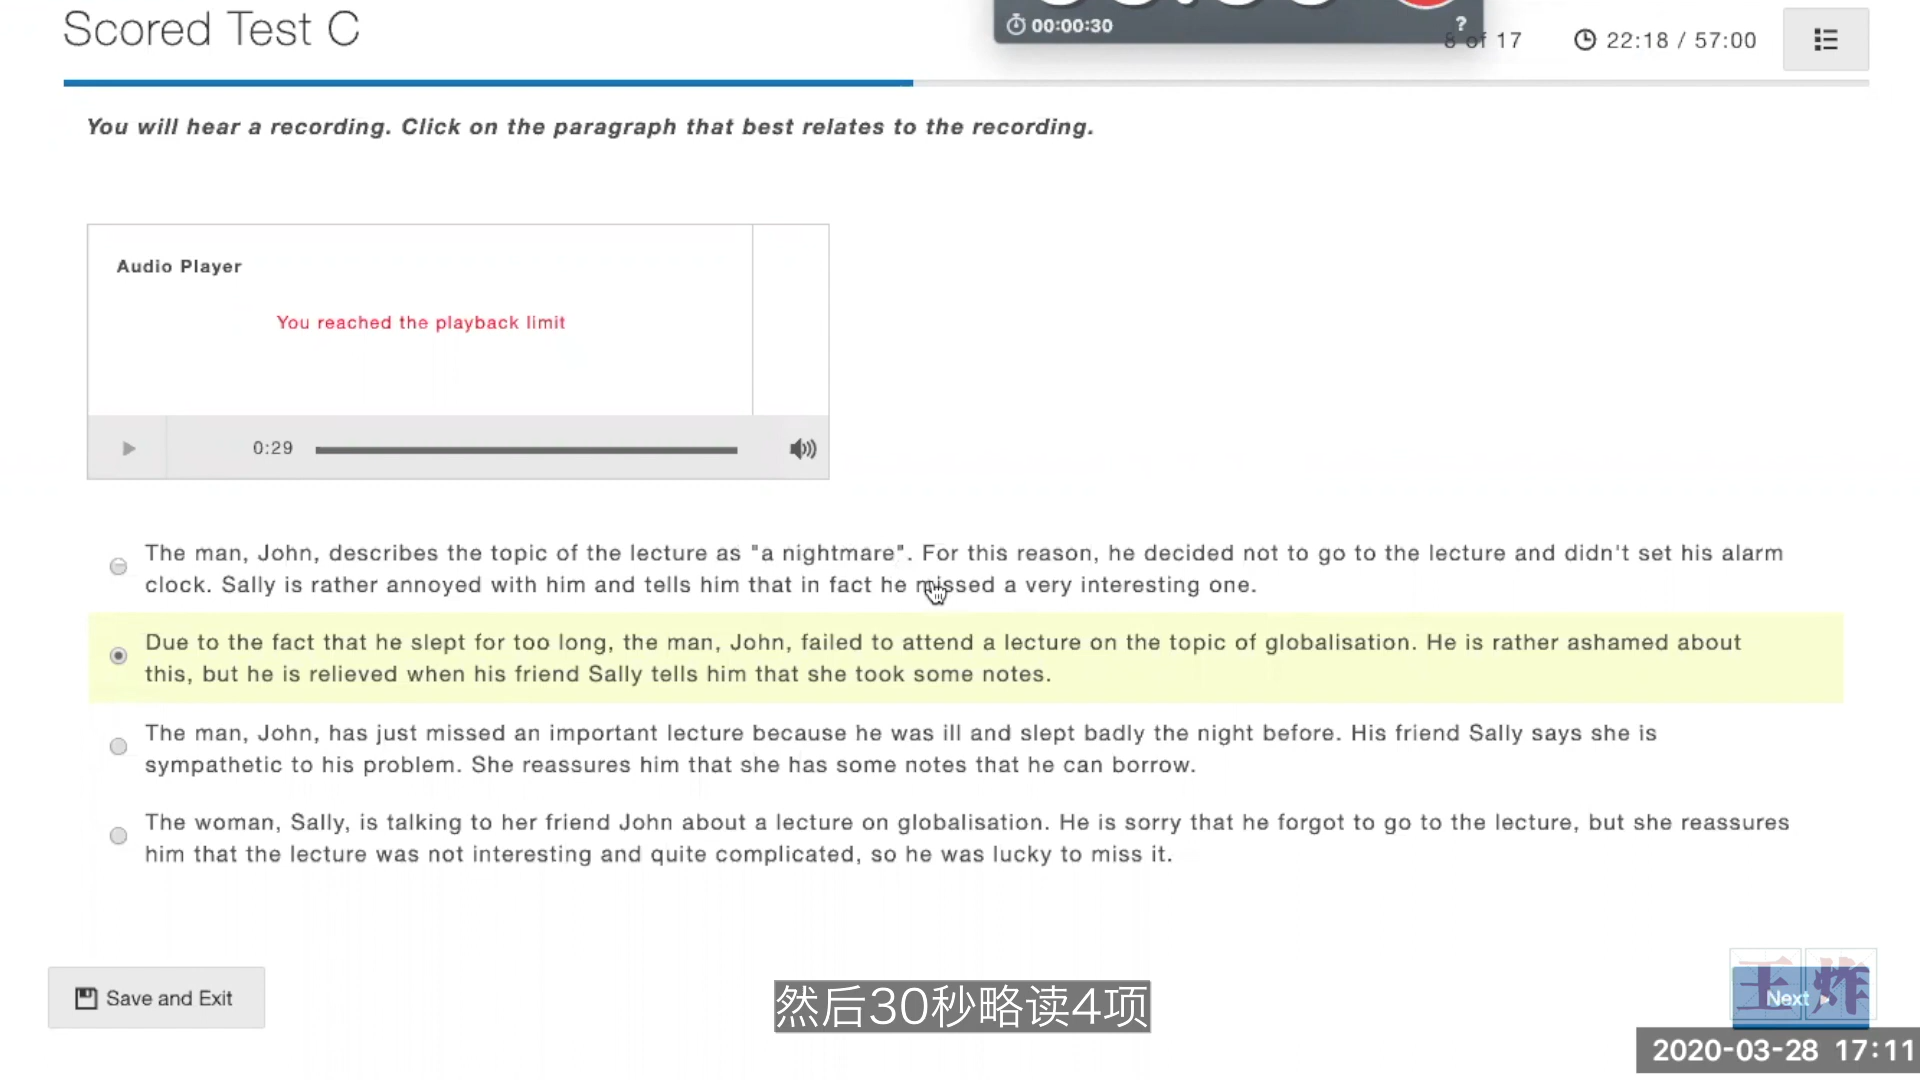 Scored Test C
00:00:30
?
8 of 17
22:18 / 57:00
You will hear a recording. Click on the paragraph that best relates to the recording.
Audio Player
You reached the playback limit
0:29
The man, John, describes the topic of the lecture as "a nightmare". For this reason, he decided not to go to the lecture and didn't set his alarm
clock. Sally is rather annoyed with him and tells him that in fact he missed a very interesting one.
Due to the fact that he slept for too long, the man, John, failed to attend a lecture on the topic of globalisation. He is rather ashamed about
this, but he is relieved when his friend Sally tells him that she took some notes.
The man, John, has just missed an important lecture because he was ill and slept badly the night before. His friend Sally says she is
sympathetic to his problem. She reassures him that she has some notes that he can borrow.
The woman, Sally, is talking to her friend John about a lecture on globalisation. He is sorry that he forgot to go to the lecture, but she reassures
him that the lecture was not interesting and quite complicated, so he was lucky to miss it.
Save and Exit
然后30秒略读4项
王炸
Next
2020-03-28 17:11